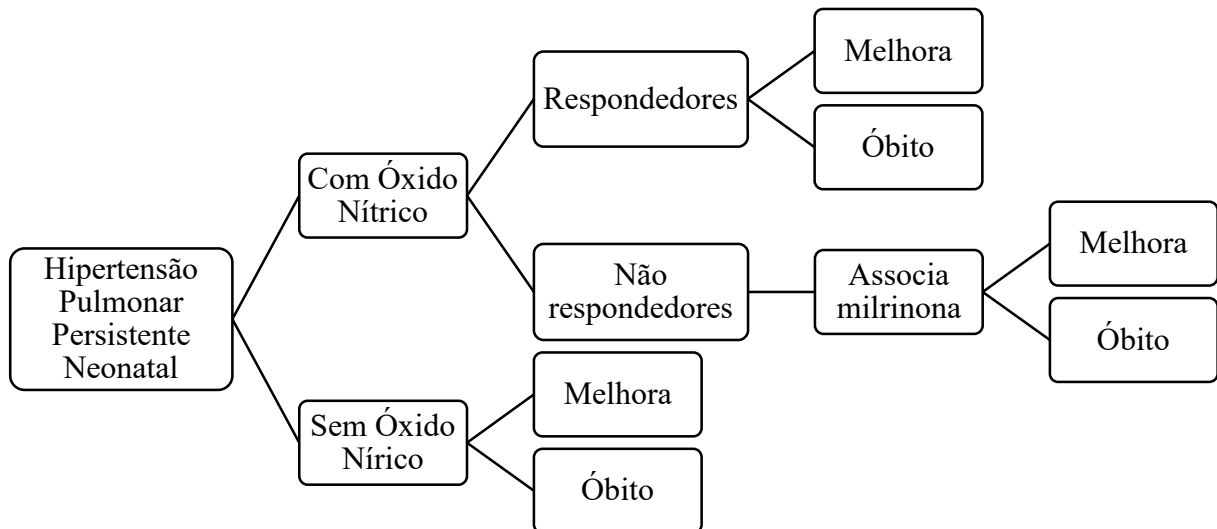 Hipertensão
Pulmonar
Persistente
Neonatal
Com Óxido
Nítrico
Respondedores
Melhora
Óbito
Não
respondedores
Associa
milrinona
Melhora
Óbito
Sem Óxido
Nírico
Melhora
Óbito